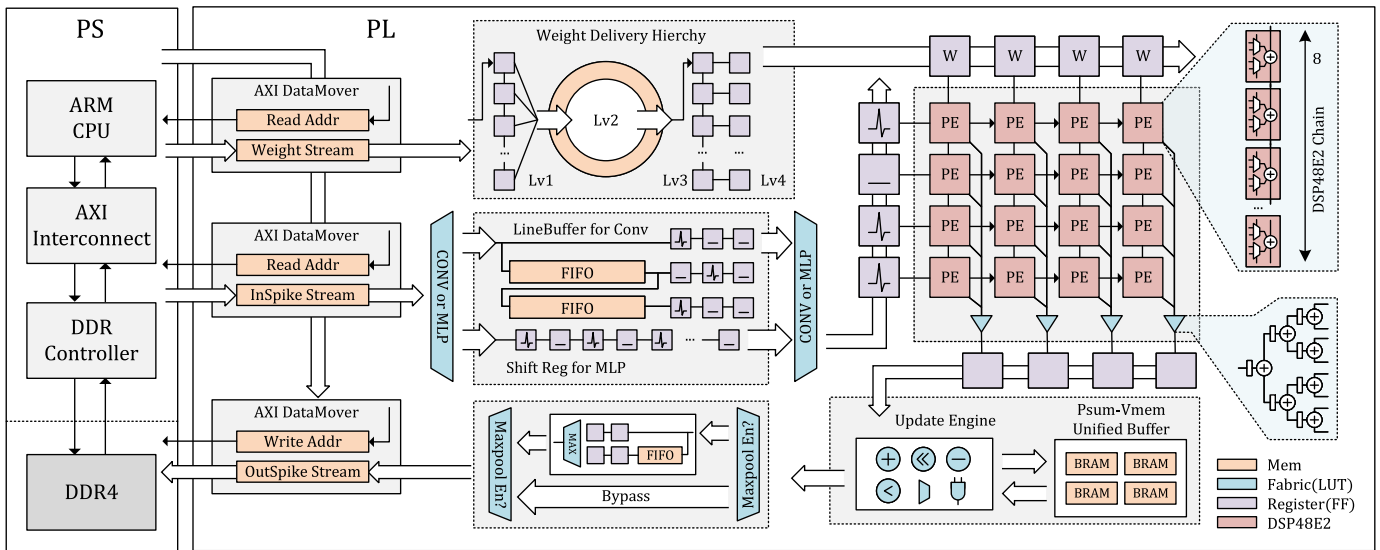 PS
PL
ARM
CPU
AXI
Interconnect
DDR
Controller
DDR4
AXI DataMover
Read Addr
Weight Stream
AXI DataMover
Read Addr
InSpike Stream
AXI DataMover
Write Addr
OutSpike Stream
Weight Delivery Hierchy
...
Lv1
Lv2
Lv3
...
...
Lv4
CONV or MLP
LineBuffer for Conv
FIFO
FIFO
...
Shift Reg for MLP
CONV or MLP
Maxpool En?
MAX
FIFO
Bypass
Maxpool En?
W W W W
PE PE PE PE
PE PE PE PE
PE PE PE PE
PE PE PE PE
8
...
DSP48E2 Chain
Update Engine
Psum-Vmem
Unified Buffer
BRAM BRAM
BRAM BRAM
Mem
Fabric(LUT)
Register(FF)
DSP48E2